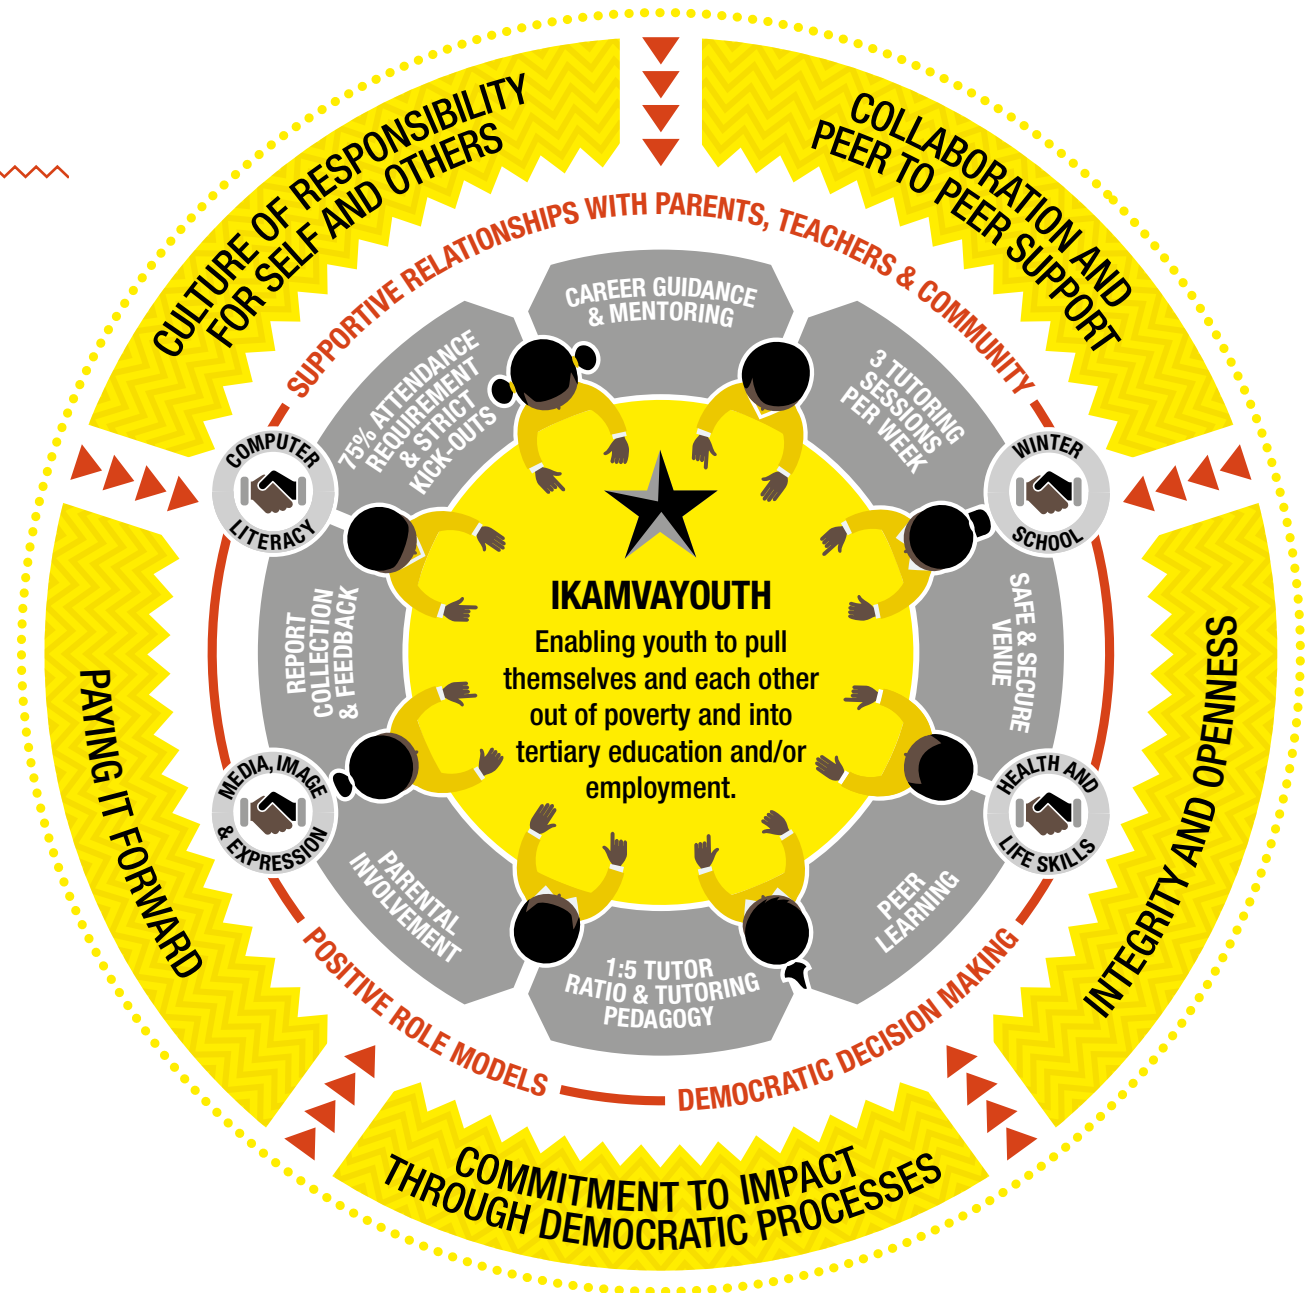 CULTURE OF RESPONSIBILITY
FOR SELF AND OTHERS
COLLABORATION AND
PEER TO PEER SUPPORT
INTEGRITY AND OPENNESS
COMMITMENT TO IMPACT
THROUGH DEMOCRATIC PROCESSES
PAYING IT FORWARD
SUPPORTIVE RELATIONSHIPS WITH PARENTS, TEACHERS & COMMUNITY
DEMOCRATIC DECISION MAKING
POSITIVE ROLE MODELS
COMPUTER
LITERACY
WINTER
SCHOOL
HEALTH AND
LIFE SKILLS
MEDIA, IMAGE
& EXPRESSION
CAREER GUIDANCE
& MENTORING
3 TUTORING
SESSIONS
PER WEEK
SAFE & SECURE
VENUE
PEER
LEARNING
1:5 TUTOR
RATIO & TUTORING
PEDAGOGY
PARENTAL
INVOLVEMENT
REPORT
COLLECTION
& FEEDBACK
75% ATTENDANCE
REQUIREMENT
& STRICT
KICK-OUTS
IKAMVAYOUTH
Enabling youth to pull
themselves and each other
out of poverty and into
tertiary education and/or
employment.